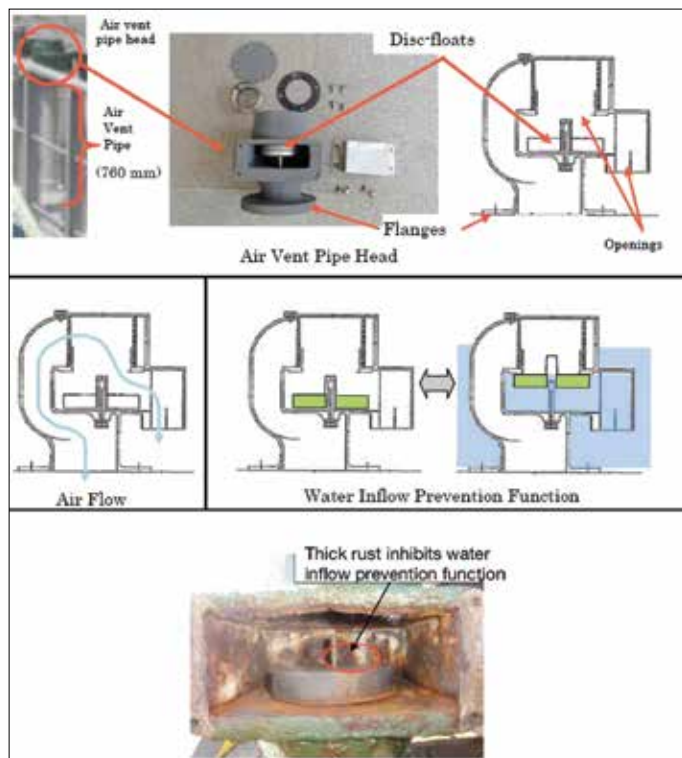 Air vent
pipe head
Air
Vent
Pipe
(760 mm)
Disc-floats
Flanges
Openings
Air Vent Pipe Head
Air Flow
Water Inflow Prevention Function
Thick rust inhibits water
inflow prevention function